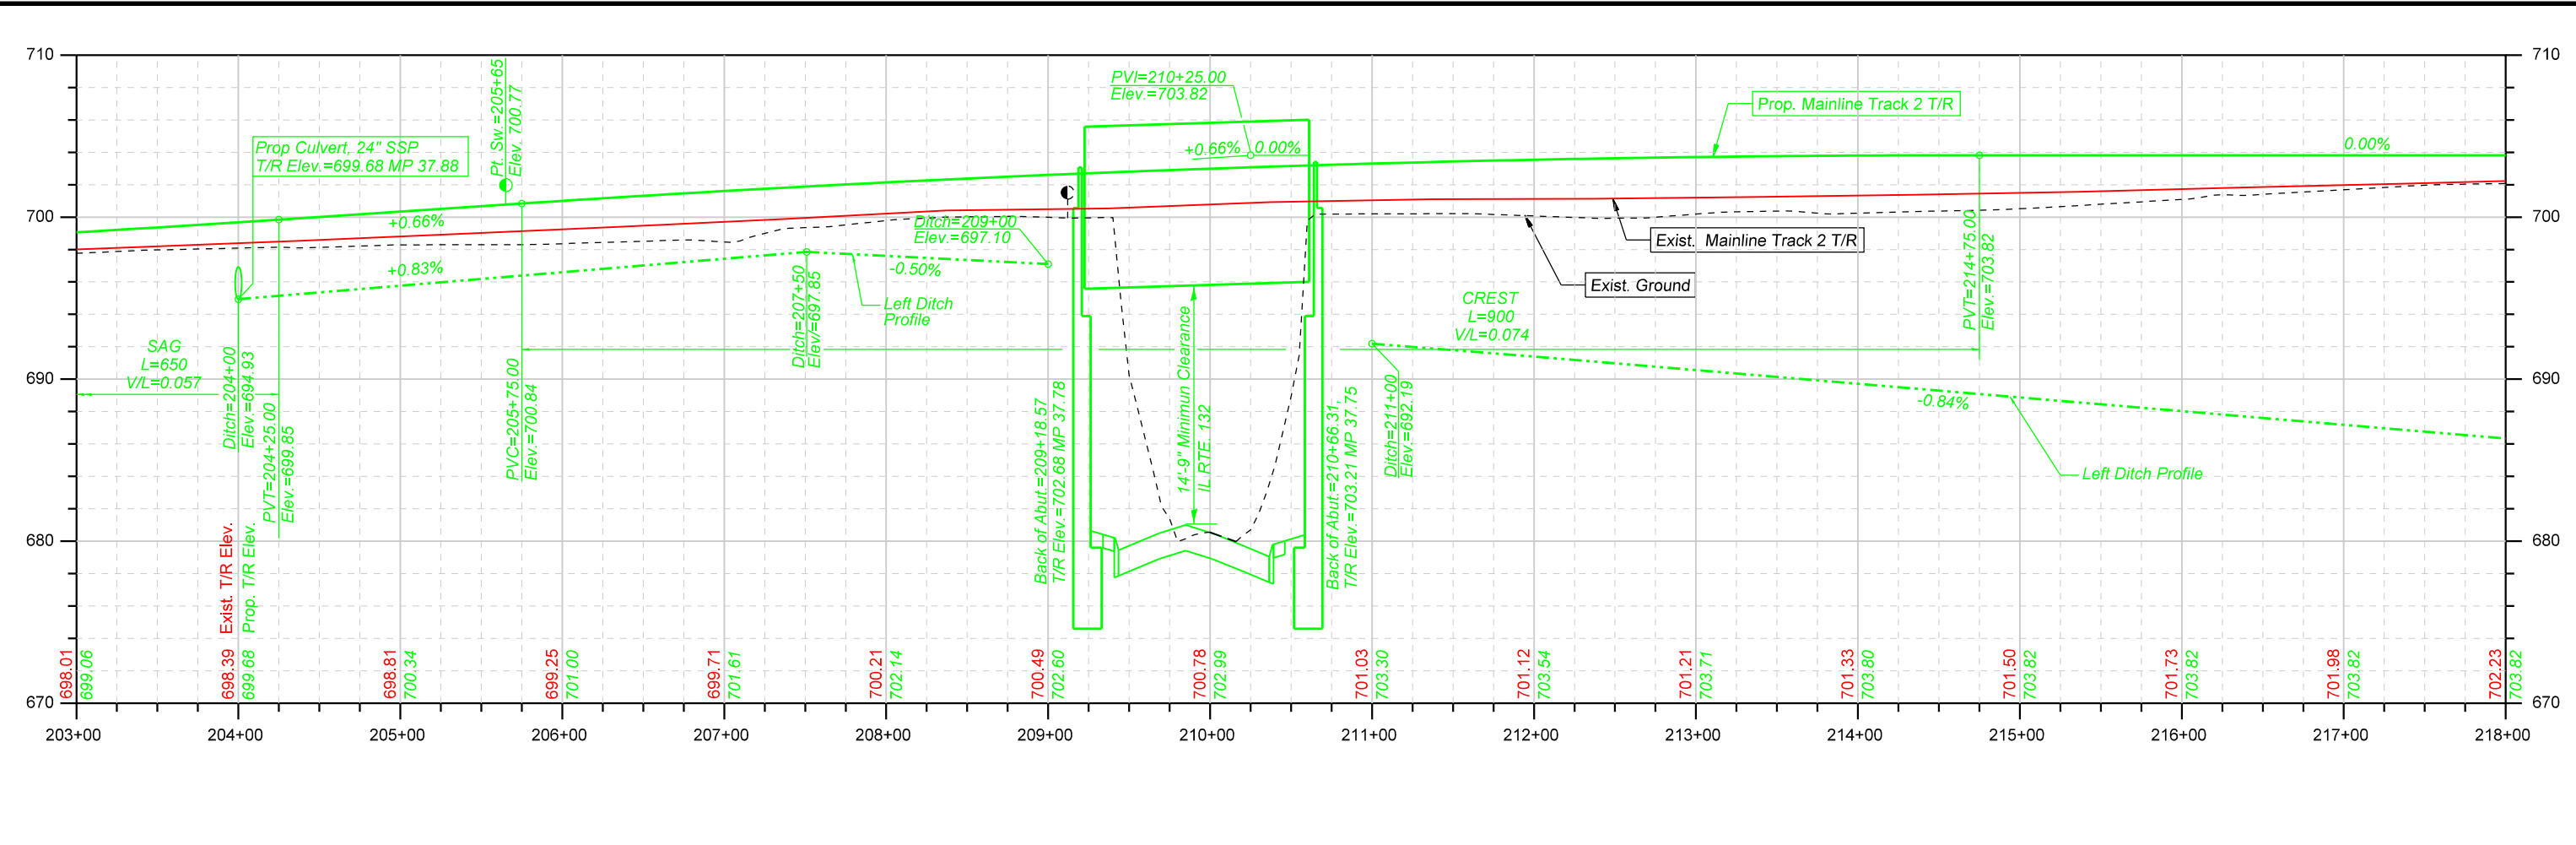 710
700
690
680
670
710
700
690
680
670
Prop Culvert, 24" SSP
T/R Elev.=699.68 MP 37.88
Pt. Sw.=205+65
Elev. 700.77
PVI=210+25.00
Elev.=703.82
+0.66%
0.00%
Prop. Mainline Track 2 T/R
0.00%
+0.66%
+0.83%
Ditch=209+00
Elev.=697.10
-0.50%
Left Ditch
Profile
Ditch=207+50
Elev/=697.85
Exist. Mainline Track 2 T/R
Exist. Ground
PVT=214+75.00
Elev.=703.82
CREST
L=900
V/L=0.074
SAG
L=650
V/L=0.057
Ditch=204+00
Elev.=694.93
PVT=204+25.00
Elev.=699.85
PVC=205+75.00
Elev.=700.84
Back of Abut.=209+18.57
T/R Elev.=702.68 MP 37.78
14'-9" Minimun Clearance
IL RTE. 132
Back of Abut.=210+66.31,
T/R Elev.=703.21 MP 37.75
Ditch=211+00
Elev.=692.19
-0.84%
Left Ditch Profile
Exist. T/R Elev.
Prop. T/R Elev.
698.01
699.06
698.39
699.68
698.81
700.34
699.25
701.00
699.71
701.61
700.21
702.14
700.49
702.60
700.78
702.99
701.03
703.30
701.12
703.54
701.21
703.71
701.33
703.80
701.50
703.82
701.73
703.82
701.98
703.82
702.23
703.82
203+00
204+00
205+00
206+00
207+00
208+00
209+00
210+00
211+00
212+00
213+00
214+00
215+00
216+00
217+00
218+00